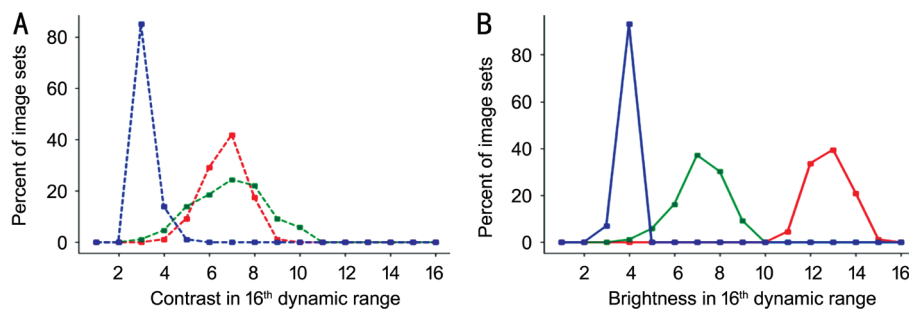 A
Percent of image sets
80
60
40
20
0
2 4 6 8 10 12 14 16
Contrast in 16th dynamic range
B
Percent of image sets
80
60
40
20
0
2 4 6 8 10 12 14 16
Brightness in 16th dynamic range